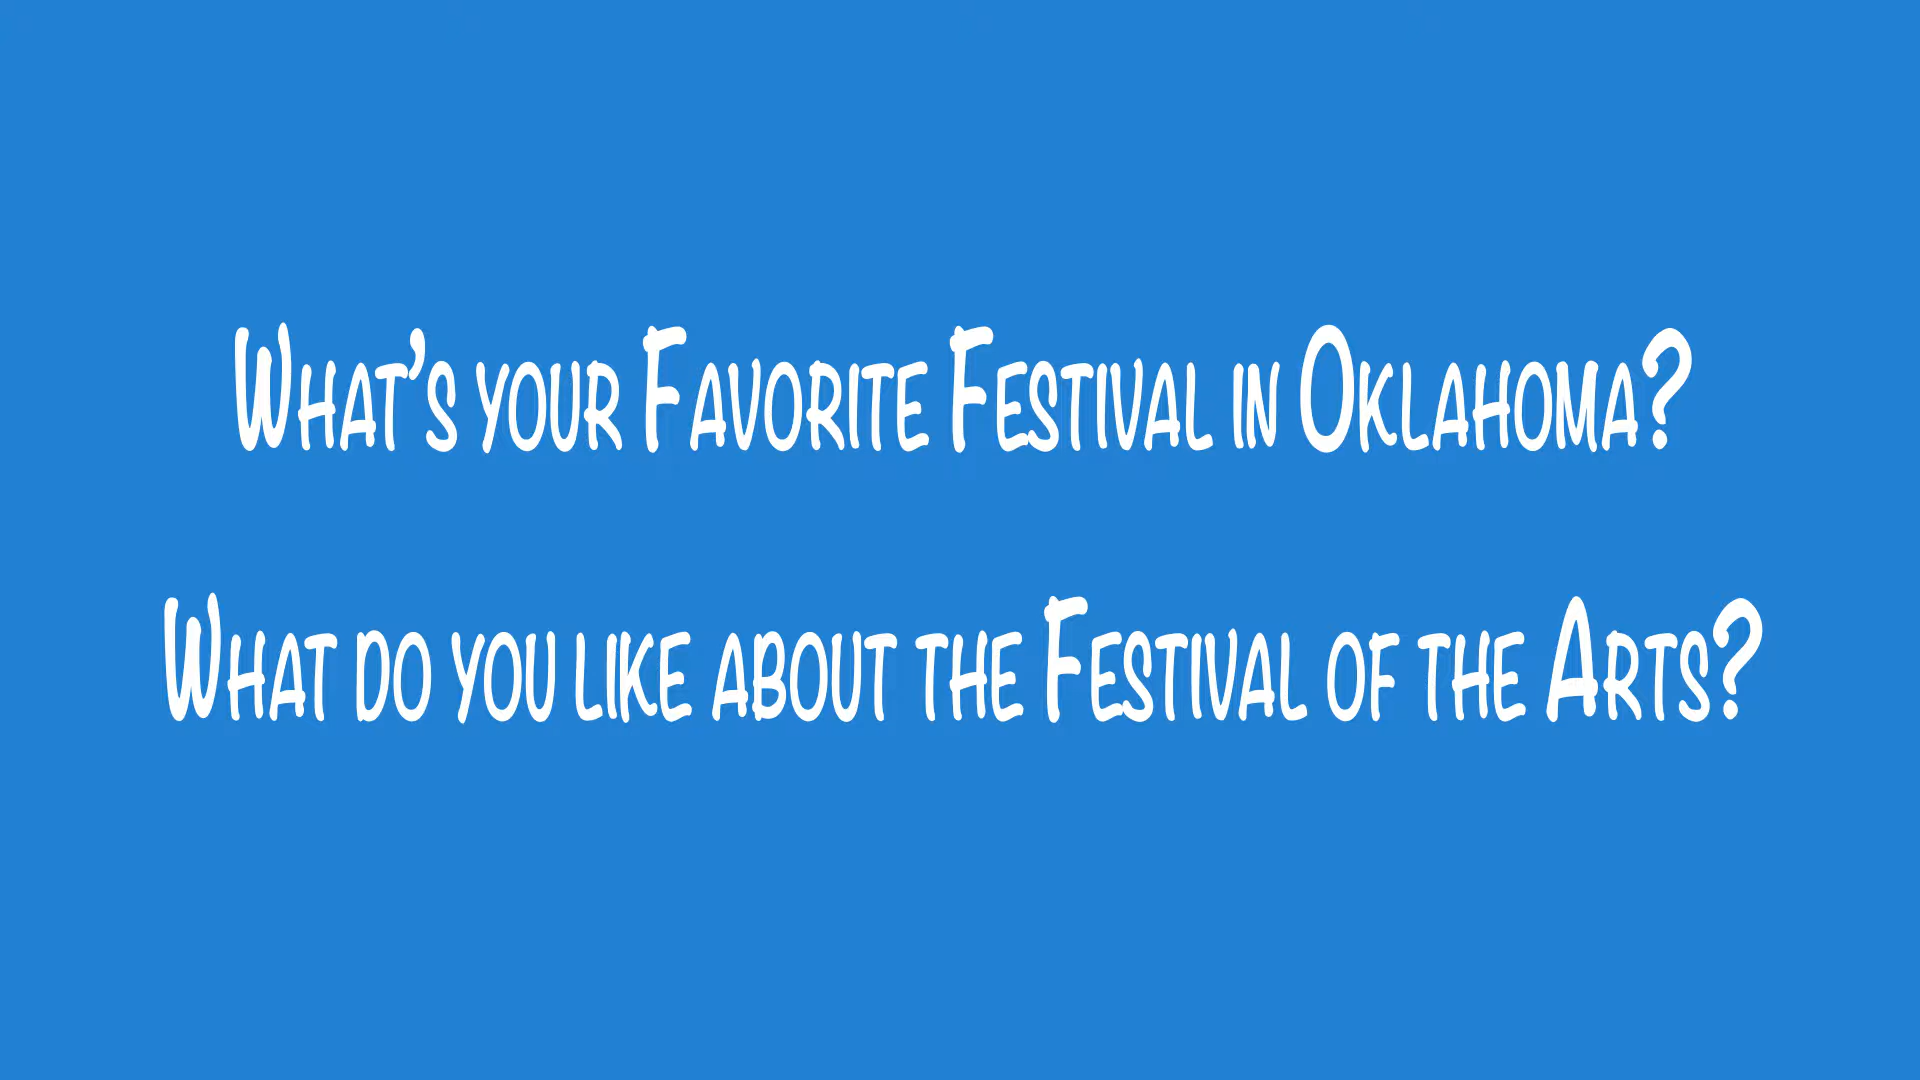 What's your Favorite Festival in Oklahoma?
What do you like about the Festival of the Arts?